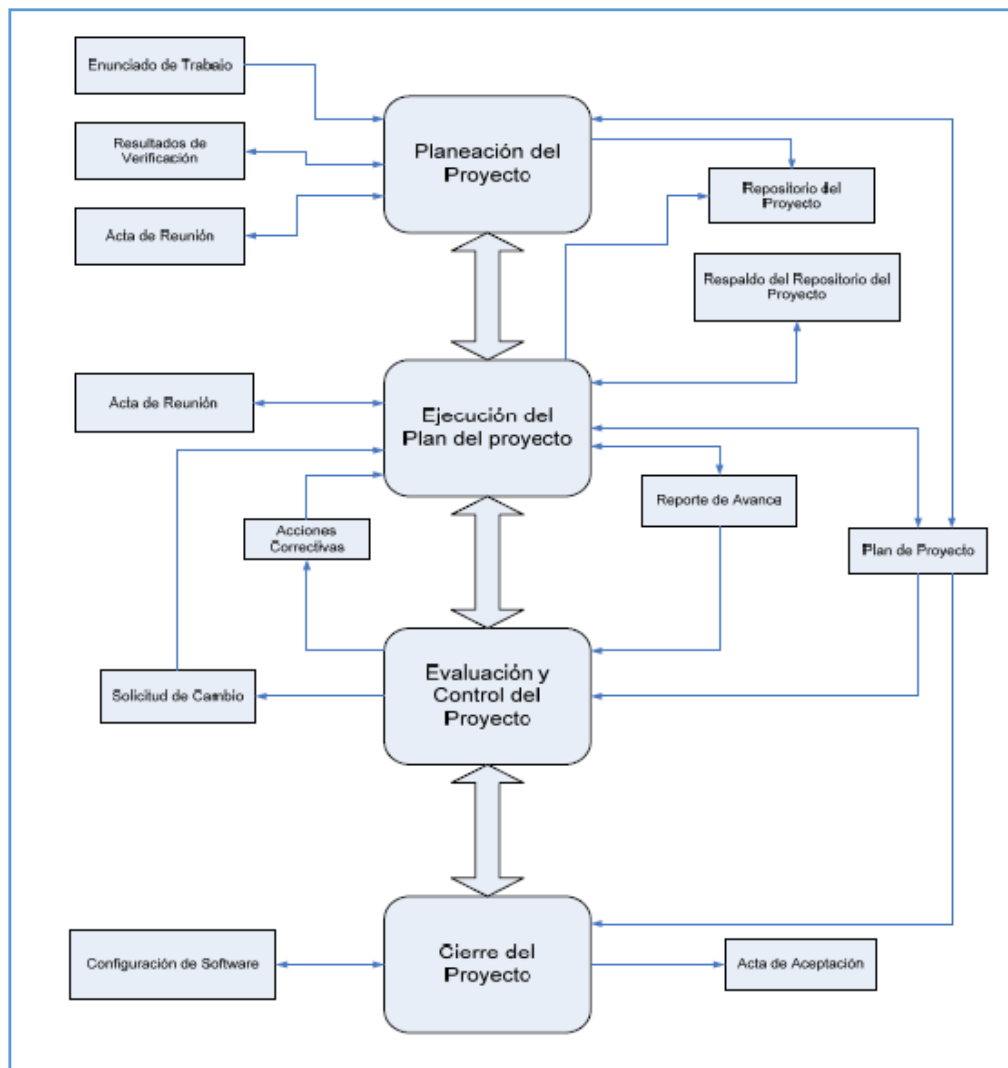 Enunciado de Trabajo
Planeación del
Proyecto
Resultados de
Verificación
Repositorio del
Proyecto
Acta de Reunión
Respaldo del Repositorio del
Proyecto
Acta de Reunión
Ejecución del
Plan del proyecto
Reporte de Avance
Acciones
Correctivas
Plan de Proyecto
Evaluación y
Control del
Proyecto
Solicitud de Cambio
Cierre del
Proyecto
Configuración de Software
Acta de Aceptación